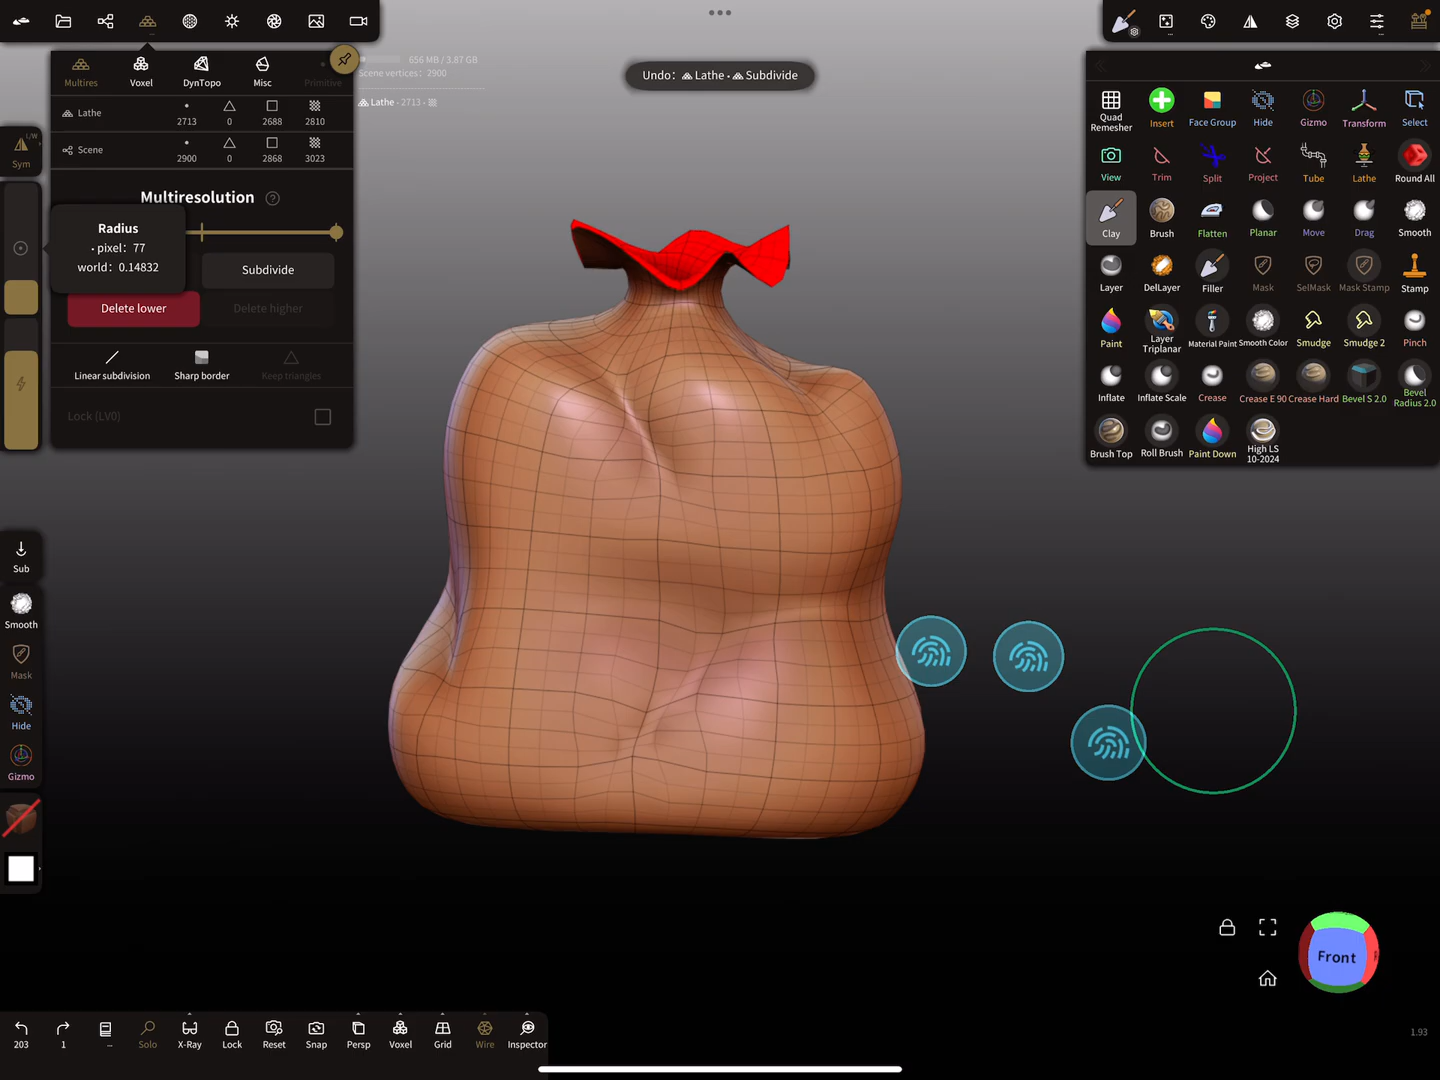 656 MB / 3.87 GB
Scene vertices: 2900
Lathe • 2713 •
Undo: Lathe • Subdivide
Multires
Voxel
DynTopo
Misc
Primitive
Lathe
2713
0
2688
2810
Scene
2900
0
2868
3023
Multiresolution
?
Subdivide
Delete lower
Delete higher
Linear subdivision
Sharp border
Keep triangles
Lock (LV0)
L/W
Sym
Radius
• pixel: 77
world: 0.14832
Sub
Smooth
Mask
Hide
Gizmo
Quad Remesher
Insert
Face Group
Hide
Gizmo
Transform
Select
View
Trim
Split
Project
Tube
Lathe
Round All
Clay
Brush
Flatten
Planar
Move
Drag
Smooth
Layer
DelLayer
Filler
Mask
SelMask
Mask Stamp
Stamp
Paint
Layer Triplanar
Material Paint
Smooth Color
Smudge
Smudge 2
Pinch
Inflate
Inflate Scale
Crease
Crease E 90
Crease Hard
Bevel S 2.0
Bevel Radius 2.0
Brush Top
Roll Brush
Paint Down
High LS 10-2024
Front
1.93
203
1
...
Solo
X-Ray
Lock
Reset
Snap
Persp
Voxel
Grid
Wire
Inspector